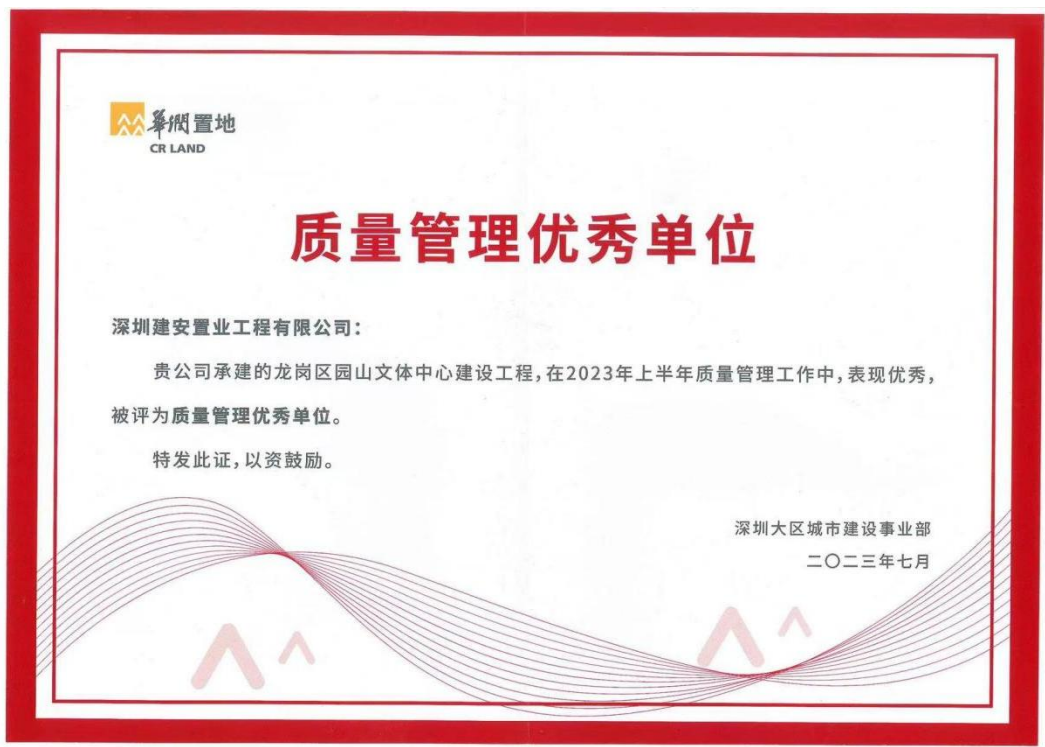 華潤置地
CR LAND
质量管理优秀单位
深圳建安置业工程有限公司：
贵公司承建的龙岗区园山文体中心建设工程，在2023年上半年质量管理工作中，表现优秀，
被评为质量管理优秀单位。
特发此证，以资鼓励。
深圳大区城市建设事业部
二〇二三年七月